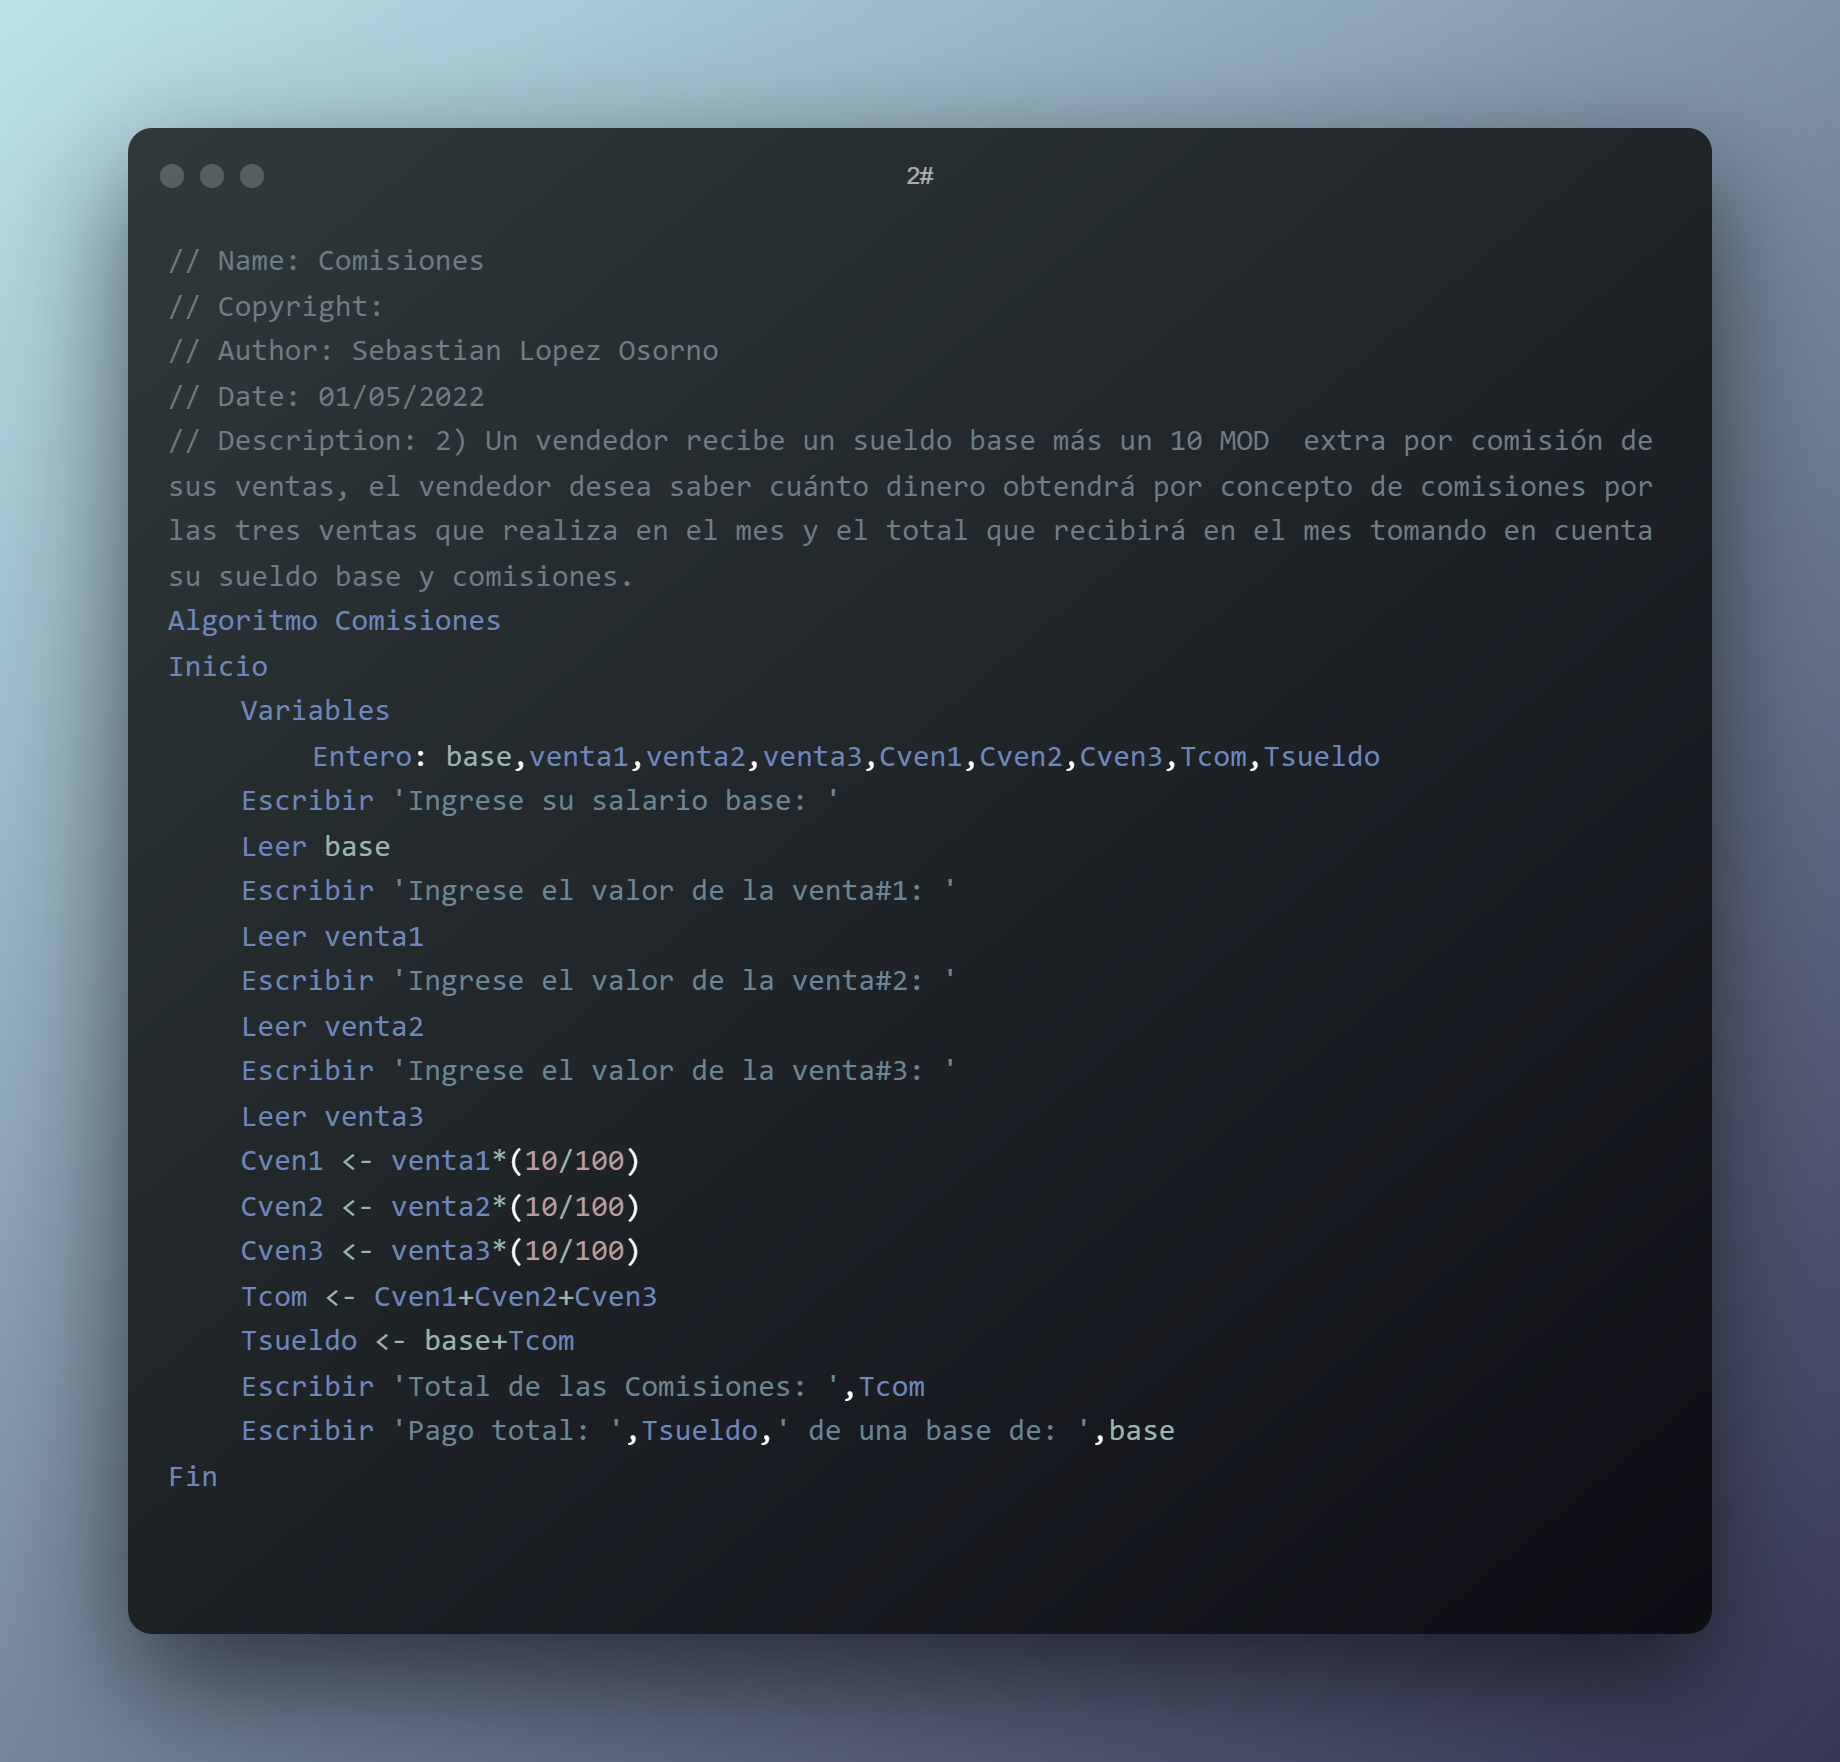 2#
// Name: Comisiones
// Copyright:
// Author: Sebastian Lopez Osorno
// Date: 01/05/2022
// Description: 2) Un vendedor recibe un sueldo base más un 10 MOD  extra por comisión de
sus ventas, el vendedor desea saber cuánto dinero obtendrá por concepto de comisiones por
las tres ventas que realiza en el mes y el total que recibirá en el mes tomando en cuenta
su sueldo base y comisiones.
Algoritmo Comisiones
Inicio
    Variables
        Entero: base,venta1,venta2,venta3,Cven1,Cven2,Cven3,Tcom,Tsueldo
    Escribir 'Ingrese su salario base: '
    Leer base
    Escribir 'Ingrese el valor de la venta#1: '
    Leer venta1
    Escribir 'Ingrese el valor de la venta#2: '
    Leer venta2
    Escribir 'Ingrese el valor de la venta#3: '
    Leer venta3
    Cven1 <- venta1*(10/100)
    Cven2 <- venta2*(10/100)
    Cven3 <- venta3*(10/100)
    Tcom <- Cven1+Cven2+Cven3
    Tsueldo <- base+Tcom
    Escribir 'Total de las Comisiones: ',Tcom
    Escribir 'Pago total: ',Tsueldo,' de una base de: ',base
Fin